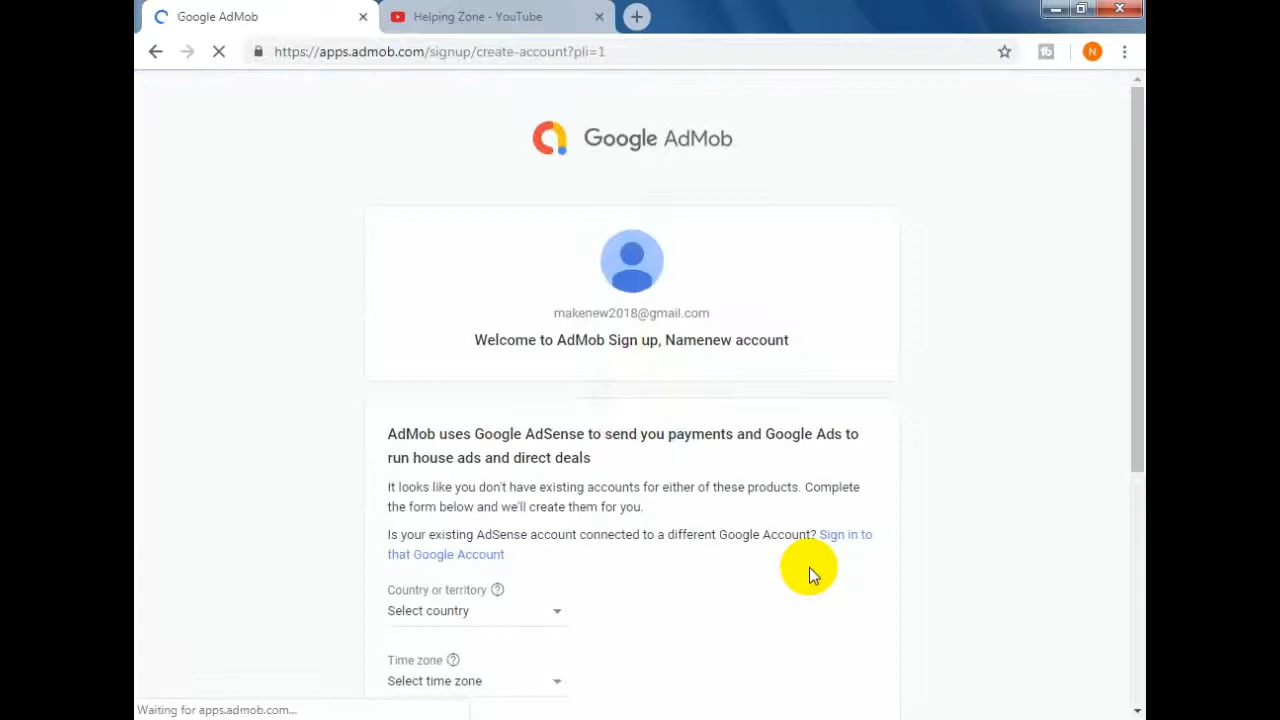 Google AdMob
Helping Zone - YouTube
https://apps.admob.com/signup/create-account?pli=1
N
Google AdMob
makenew2018@gmail.com
Welcome to AdMob Sign up, Namenew account
AdMob uses Google AdSense to send you payments and Google Ads to
run house ads and direct deals
It looks like you don't have existing accounts for either of these products. Complete
the form below and we'll create them for you.
Is your existing AdSense account connected to a different Google Account? Sign in to
that Google Account
Country or territory
Select country
Time zone
Select time zone
Waiting for apps.admob.com...